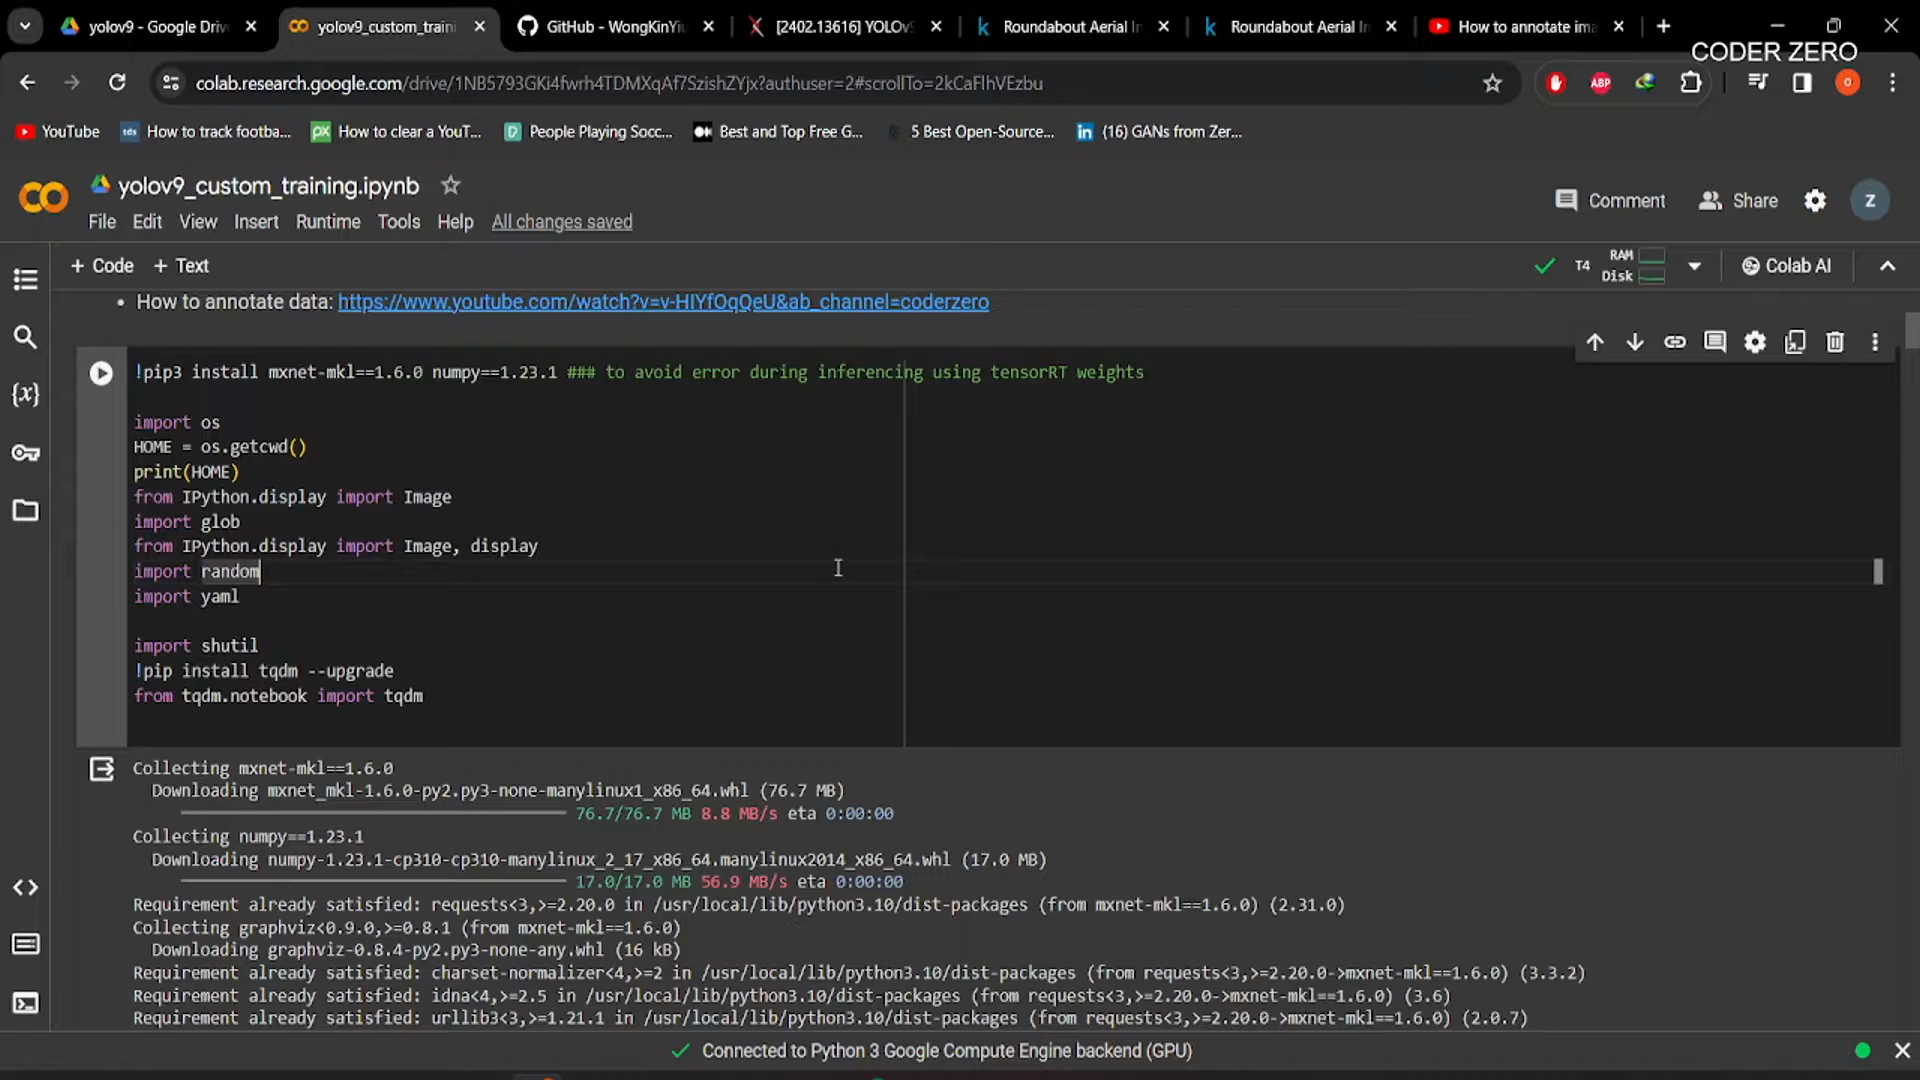 yolov9 - Google Driv
yolov9_custom_traini
GitHub - WongKinYiu
[2402.13616] YOLOv9
Roundabout Aerial In
Roundabout Aerial In
How to annotate ima
CODER ZERO
colab.research.google.com/drive/1NB5793GKi4fwrh4TDMXqAf7SzishZYjx?authuser=2#scrollTo=2kCaFlhVEzbu
ABP
YouTube
tds How to track footba...
px How to clear a YouT...
People Playing Socc...
Best and Top Free G...
5 Best Open-Source...
in (16) GANs from Zer...
yolov9_custom_training.ipynb
Comment
Share
Z
File Edit View Insert Runtime Tools Help All changes saved
+ Code + Text
T4
RAM
Disk
Colab AI
• How to annotate data: https://www.youtube.com/watch?v=v-HIYfOqQeU&ab_channel=coderzero
!pip3 install mxnet-mkl==1.6.0 numpy==1.23.1 ### to avoid error during inferencing using tensorRT weights
import os
HOME = os.getcwd()
print(HOME)
from IPython.display import Image
import glob
from IPython.display import Image, display
import random
import yaml
import shutil
!pip install tqdm --upgrade
from tqdm.notebook import tqdm
Collecting mxnet-mkl==1.6.0
Downloading mxnet_mkl-1.6.0-py2.py3-none-manylinux1_x86_64.whl (76.7 MB)
76.7/76.7 MB 8.8 MB/s eta 0:00:00
Collecting numpy==1.23.1
Downloading numpy-1.23.1-cp310-cp310-manylinux_2_17_x86_64.manylinux2014_x86_64.whl (17.0 MB)
17.0/17.0 MB 56.9 MB/s eta 0:00:00
Requirement already satisfied: requests<3,>=2.20.0 in /usr/local/lib/python3.10/dist-packages (from mxnet-mkl==1.6.0) (2.31.0)
Collecting graphviz<0.9.0,>=0.8.1 (from mxnet-mkl==1.6.0)
Downloading graphviz-0.8.4-py2.py3-none-any.whl (16 kB)
Requirement already satisfied: charset-normalizer<4,>=2 in /usr/local/lib/python3.10/dist-packages (from requests<3,>=2.20.0->mxnet-mkl==1.6.0) (3.3.2)
Requirement already satisfied: idna<4,>=2.5 in /usr/local/lib/python3.10/dist-packages (from requests<3,>=2.20.0->mxnet-mkl==1.6.0) (3.6)
Requirement already satisfied: urllib3<3,>=1.21.1 in /usr/local/lib/python3.10/dist-packages (from requests<3,>=2.20.0->mxnet-mkl==1.6.0) (2.0.7)
Connected to Python 3 Google Compute Engine backend (GPU)